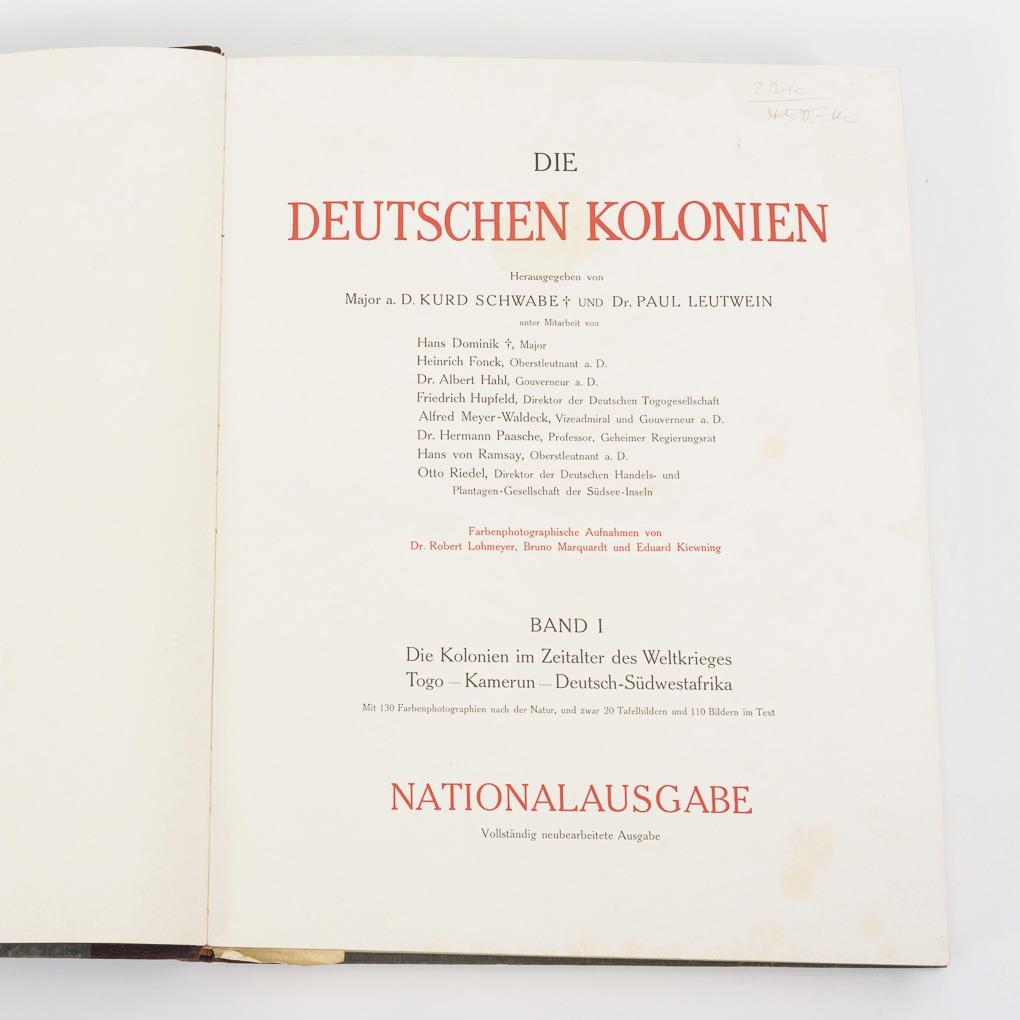 DIE
DEUTSCHEN KOLONIEN
Herausgegeben von
Major a. D. KURD SCHWABE † UND Dr. PAUL LEUTWEIN
unter Mitarbeit von
Hans Dominik †, Major
Heinrich Fonck, Oberstleutnant a. D.
Dr. Albert Hahl, Gouverneur a. D.
Friedrich Hupfeld, Direktor der Deutschen Togogesellschaft
Alfred Meyer-Waldeck, Vizeadmiral und Gouverneur a. D.
Dr. Hermann Paasche, Professor, Geheimer Regierungsrat
Hans von Ramsay, Oberstleutnant a. D.
Otto Riedel, Direktor der Deutschen Handels- und
Plantagen-Gesellschaft der Südsee-Inseln
Farbenphotographische Aufnahmen von
Dr. Robert Lohmeyer, Bruno Marquardt und Eduard Kiewning
BAND I
Die Kolonien im Zeitalter des Weltkrieges
Togo — Kamerun — Deutsch-Südwestafrika
Mit 130 Farbenphotographien nach der Natur, und zwar 20 Tafelbildern und 110 Bildern im Text
NATIONALAUSGABE
Vollständig neubearbeitete Ausgabe